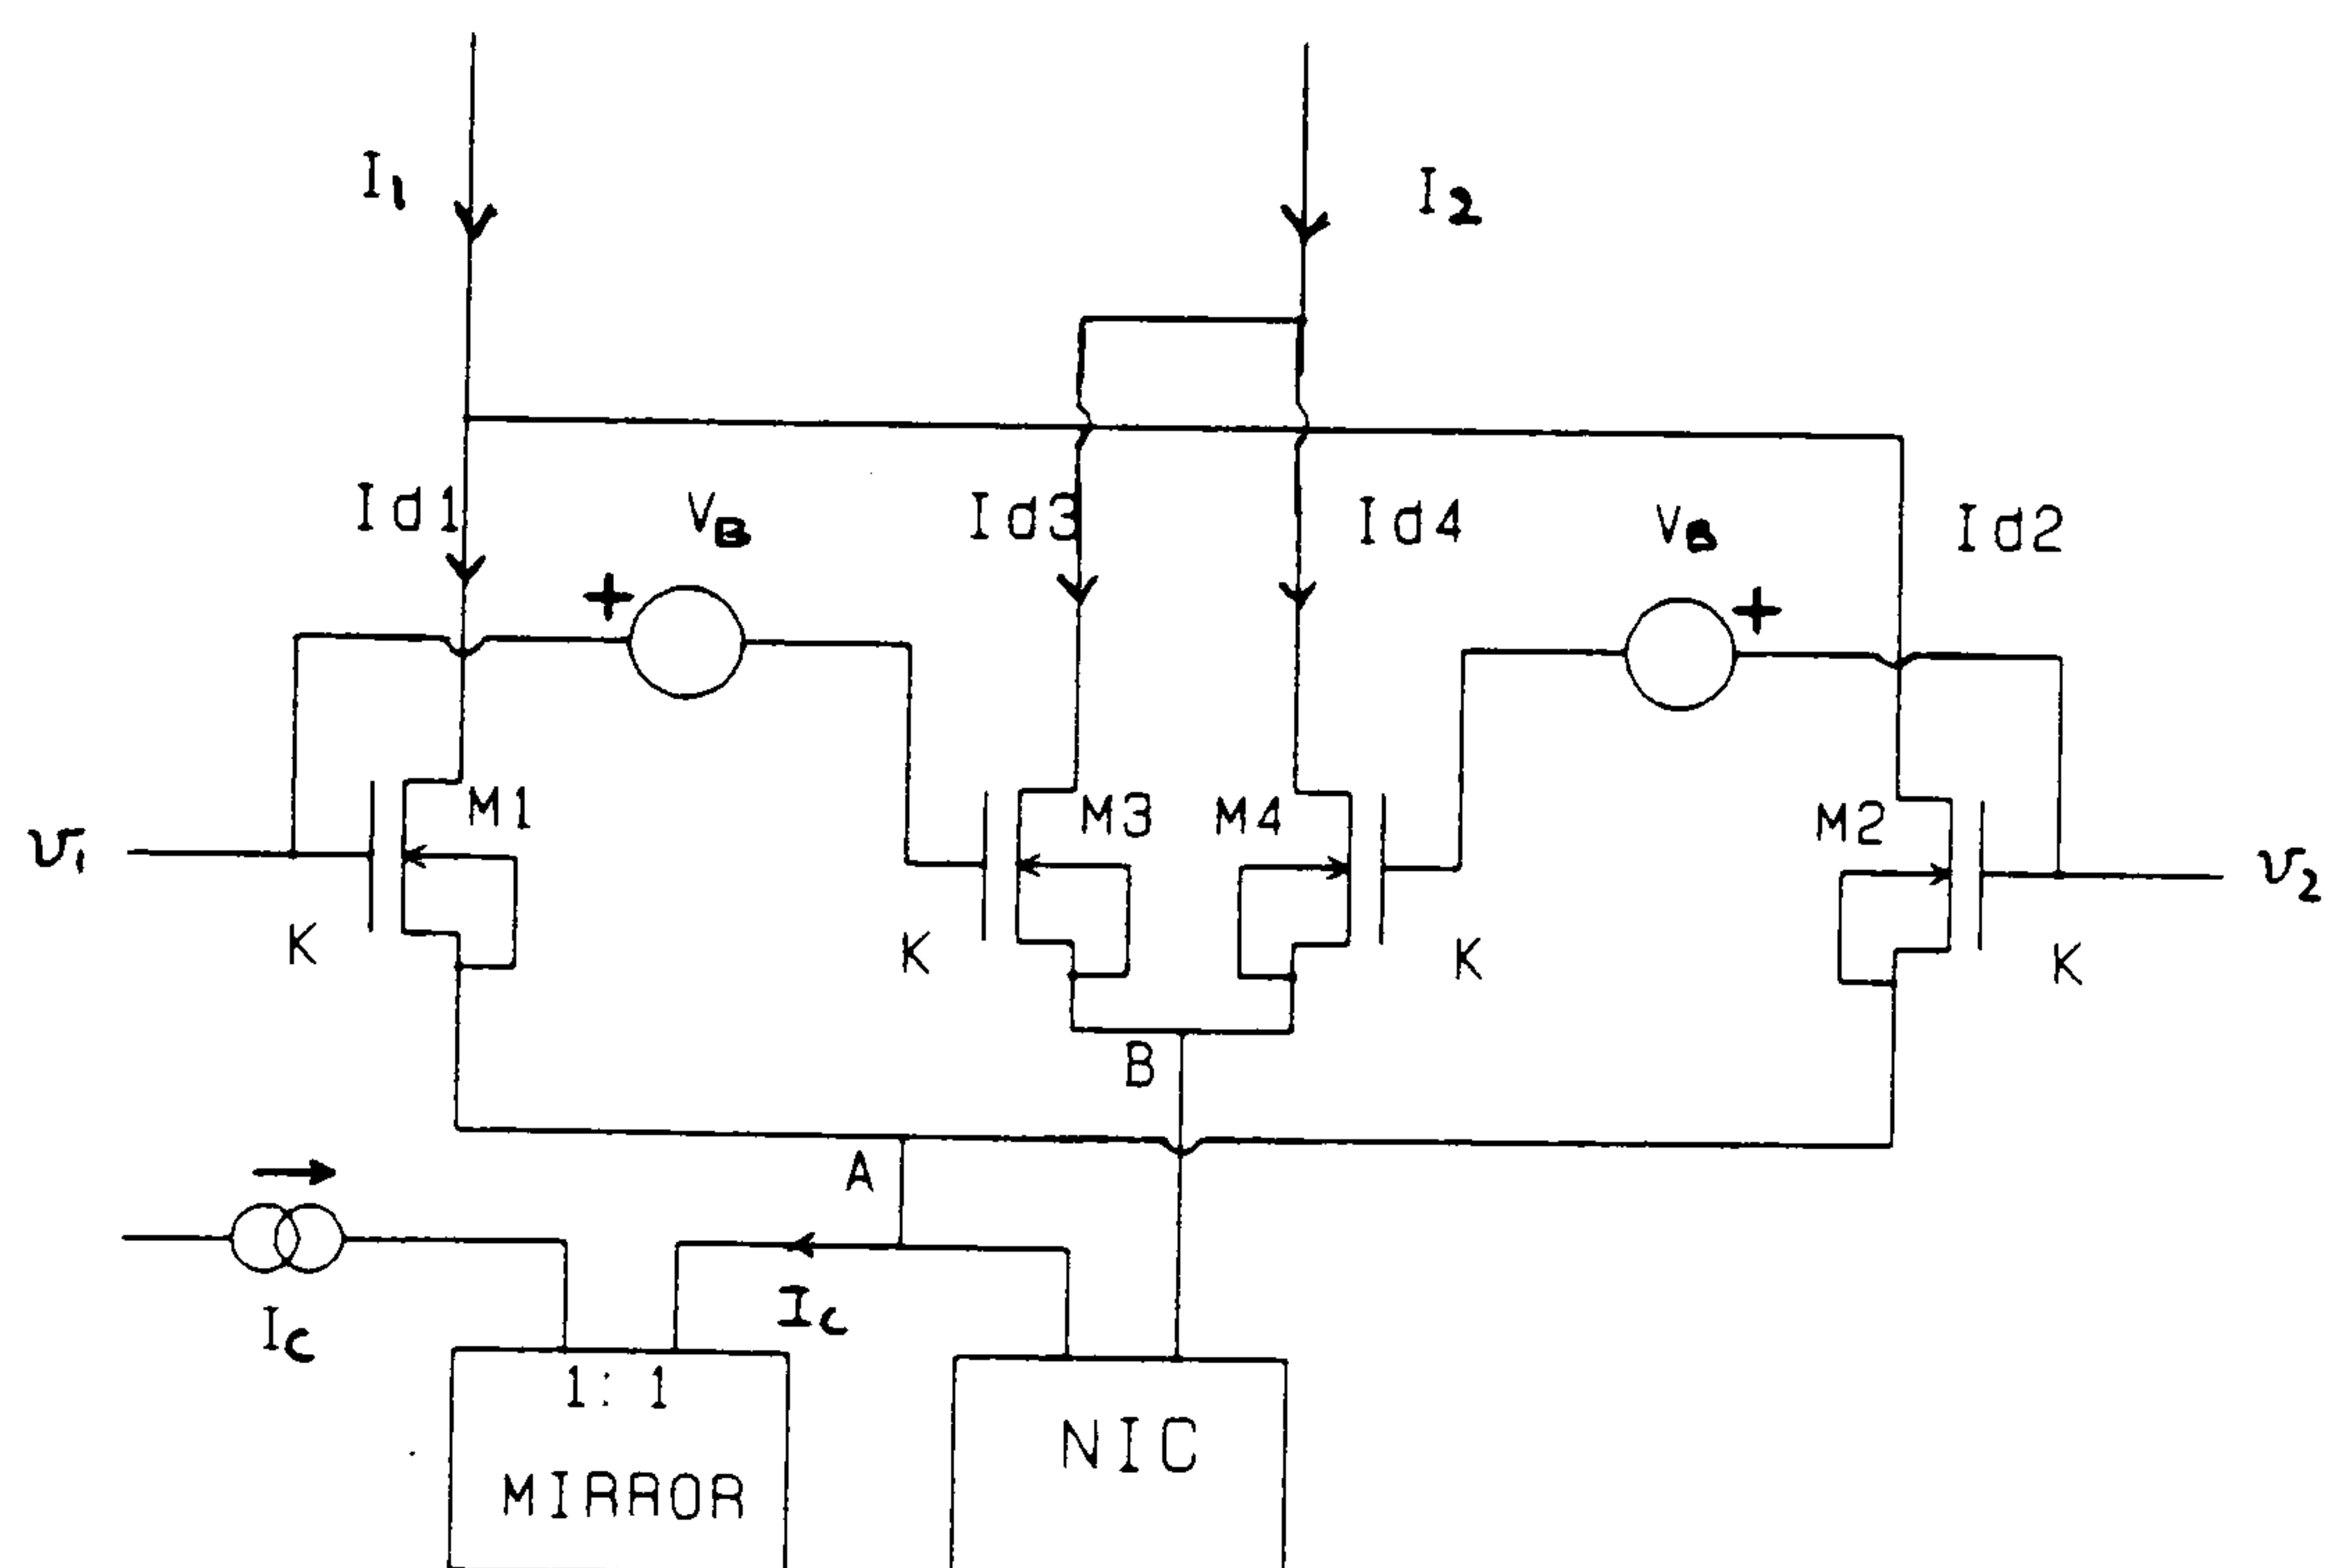 I1
I2
Id1
VB
Id3
Id4
VB
Id2
+
+
M1
M3
M4
M2
v1
v2
K
K
K
K
B
A
Ic
Ic
1:1
MIRROR
NIC